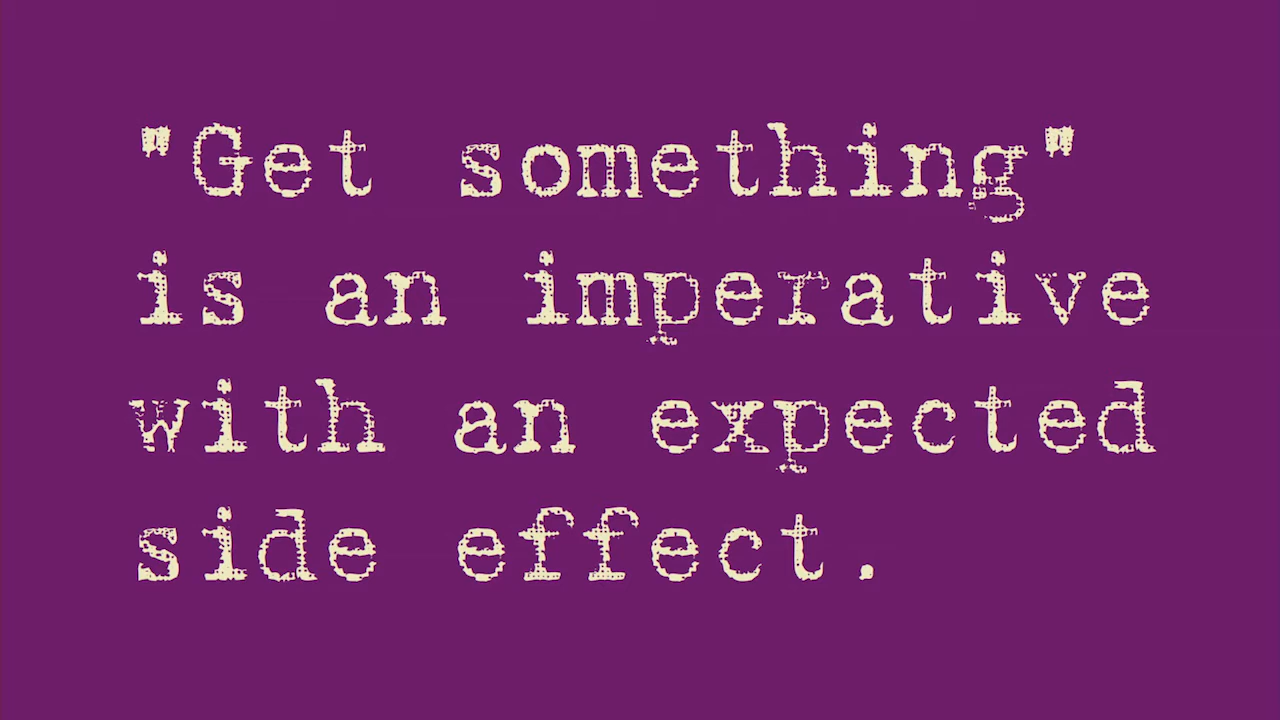 "Get something"
is an imperative
with an expected
side effect.